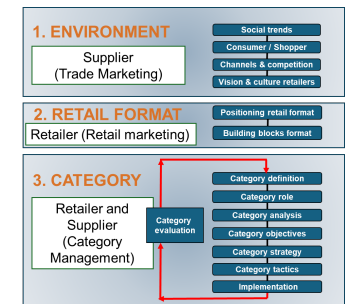 1. ENVIRONMENT
Supplier
(Trade Marketing)
Social trends
Consumer / Shopper
Channels & competition
Vision & culture retailers
2. RETAIL FORMAT
Retailer (Retail marketing)
Positioning retail format
Building blocks format
3. CATEGORY
Retailer and
Supplier
(Category
Management)
Category
evaluation
Category definition
Category role
Category analysis
Category objectives
Category strategy
Category tactics
Implementation